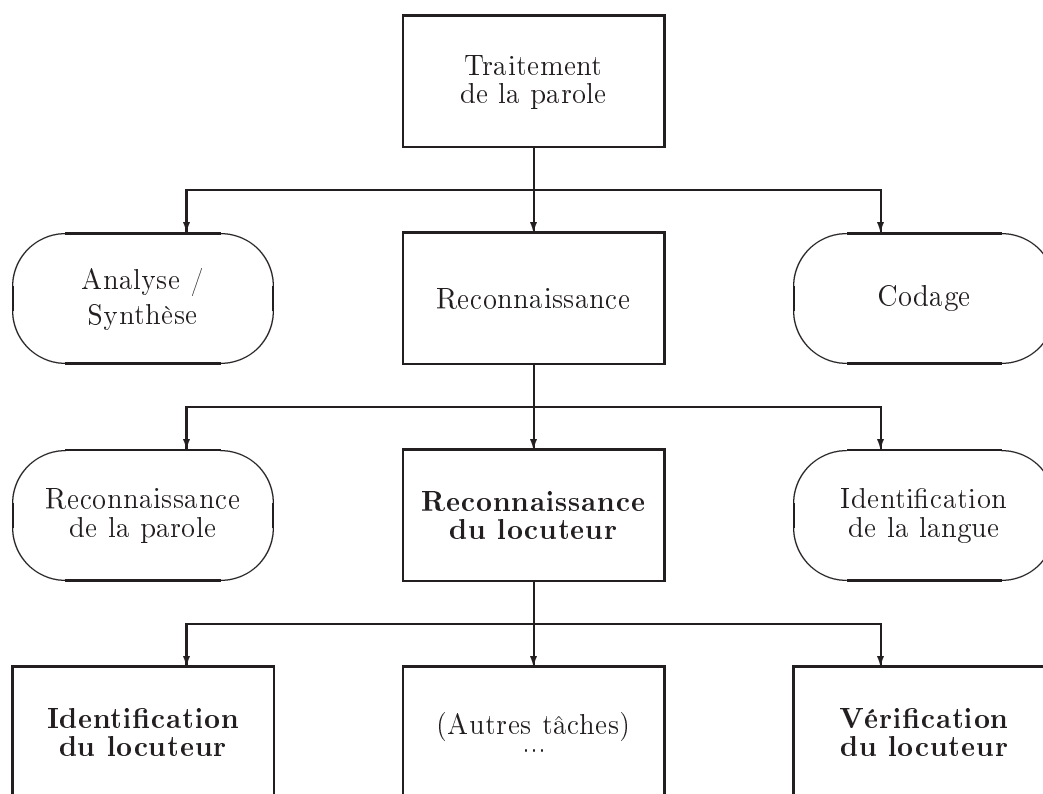 Traitement
de la parole
Analyse /
Synthèse
Reconnaissance
Codage
Reconnaissance
de la parole
Reconnaissance
du locuteur
Identification
de la langue
Identification
du locuteur
(Autres tâches)
...
Vérification
du locuteur